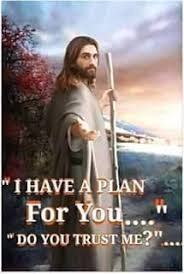 " I HAVE A PLAN
For You.... "
" DO YOU TRUST ME?"....